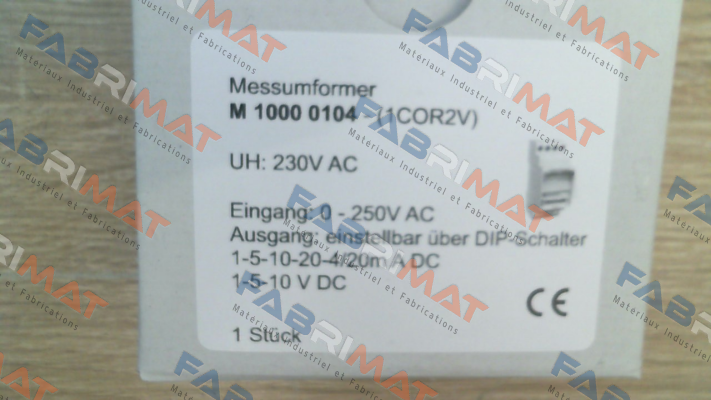 Messumformer
M 1000 0104 (1COR2V)
UH: 230V AC
Eingang: 0 - 250V AC
Ausgang: einstellbar über DIP-Schalter
1-5-10-20-4-20m A DC
1-5-10 V DC
CE
1 Stück
FABRIMAT
Materiaux Industriel et Fabrications